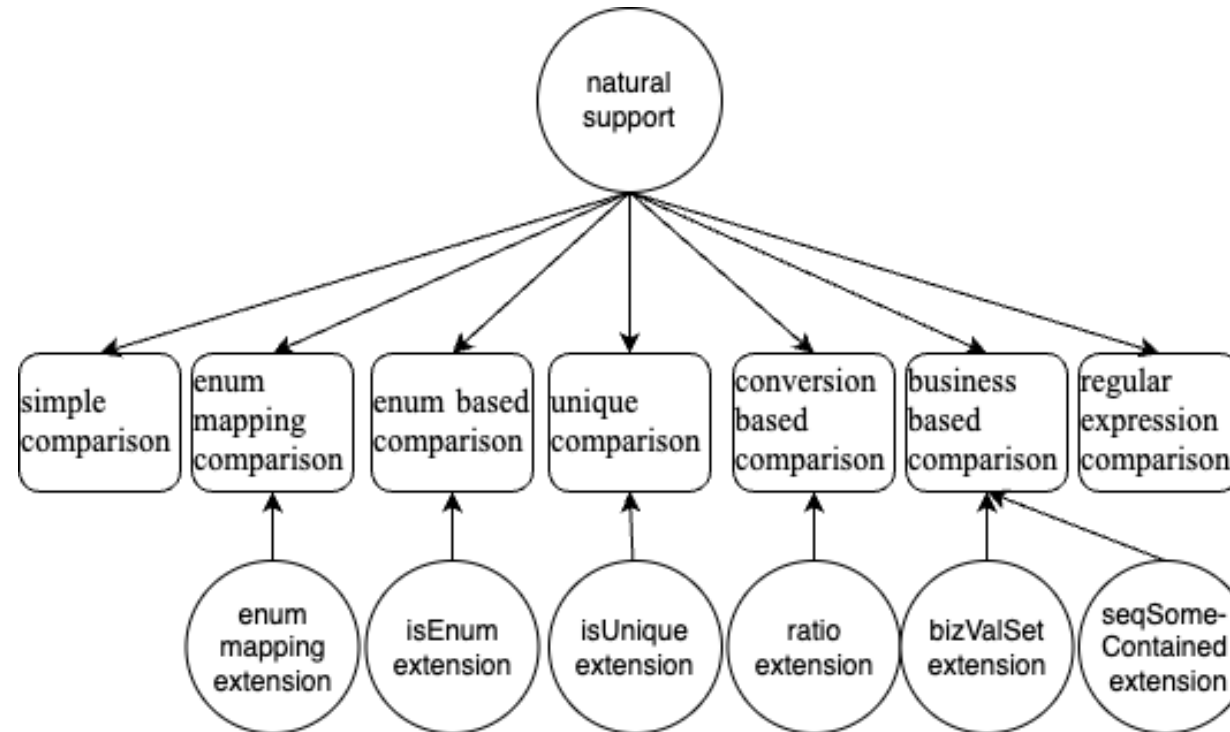 natural
support
simple
comparison
enum
mapping
comparison
enum based
comparison
unique
comparison
conversion
based
comparison
business
based
comparison
regular
expression
comparison
enum
mapping
extension
isEnum
extension
isUnique
extension
ratio
extension
bizValSet
extension
seqSome-
Contained
extension